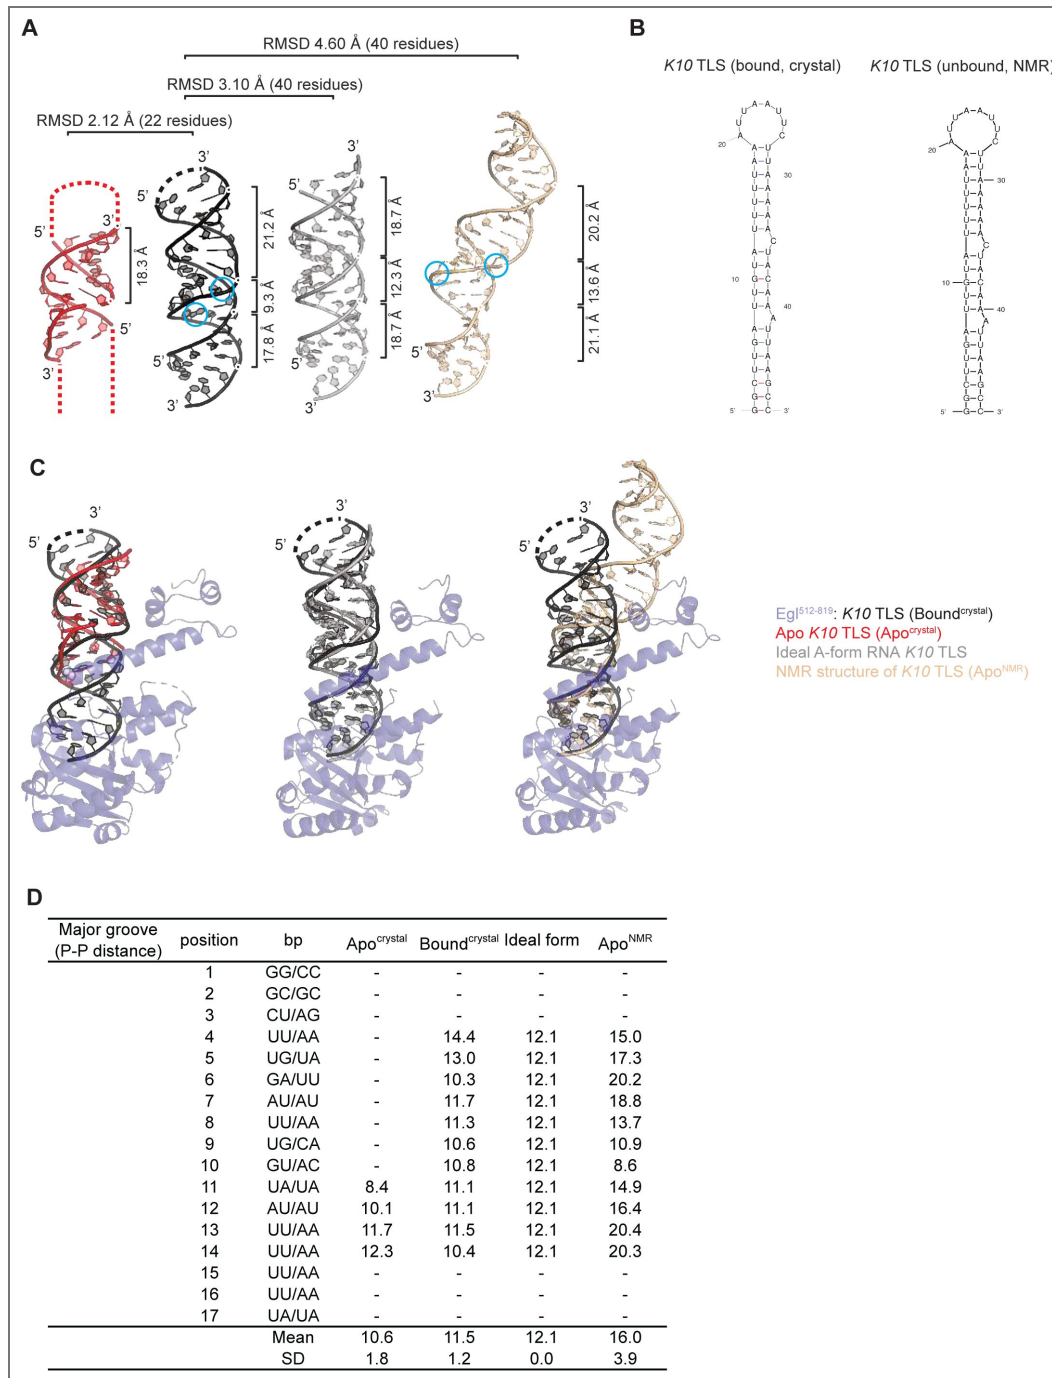 A
RMSD 4.60 Å (40 residues)
RMSD 3.10 Å (40 residues)
RMSD 2.12 Å (22 residues)
3’
5’
5’
3’
5’
3’
18.3 Å
5’
3’
21.2 Å
9.3 Å
17.8 Å
3’
5’
5’
3’
18.7 Å
12.3 Å
18.7 Å
5’
3’
20.2 Å
13.6 Å
21.1 Å
B
K10 TLS (bound, crystal)
K10 TLS (unbound, NMR)
20
30
10
40
5'
3'
20
30
10
40
5'
3'
C
3’
5’
3’
5’
3’
5’
Egl512-819: K10 TLS (Boundcrystal)
Apo K10 TLS (Apocrystal)
Ideal A-form RNA K10 TLS
NMR structure of K10 TLS (ApoNMR)
D
Major groove (P-P distance) position bp Apocrystal Boundcrystal Ideal form ApoNMR
1 GG/CC - - - -
2 GC/GC - - - -
3 CU/AG - - - -
4 UU/AA - 14.4 12.1 15.0
5 UG/UA - 13.0 12.1 17.3
6 GA/UU - 10.3 12.1 20.2
7 AU/AU - 11.7 12.1 18.8
8 UU/AA - 11.3 12.1 13.7
9 UG/CA - 10.6 12.1 10.9
10 GU/AC - 10.8 12.1 8.6
11 UA/UA 8.4 11.1 12.1 14.9
12 AU/AU 10.1 11.1 12.1 16.4
13 UU/AA 11.7 11.5 12.1 20.4
14 UU/AA 12.3 10.4 12.1 20.3
15 UU/AA - - - -
16 UU/AA - - - -
17 UA/UA - - - -
Mean 10.6 11.5 12.1 16.0
SD 1.8 1.2 0.0 3.9